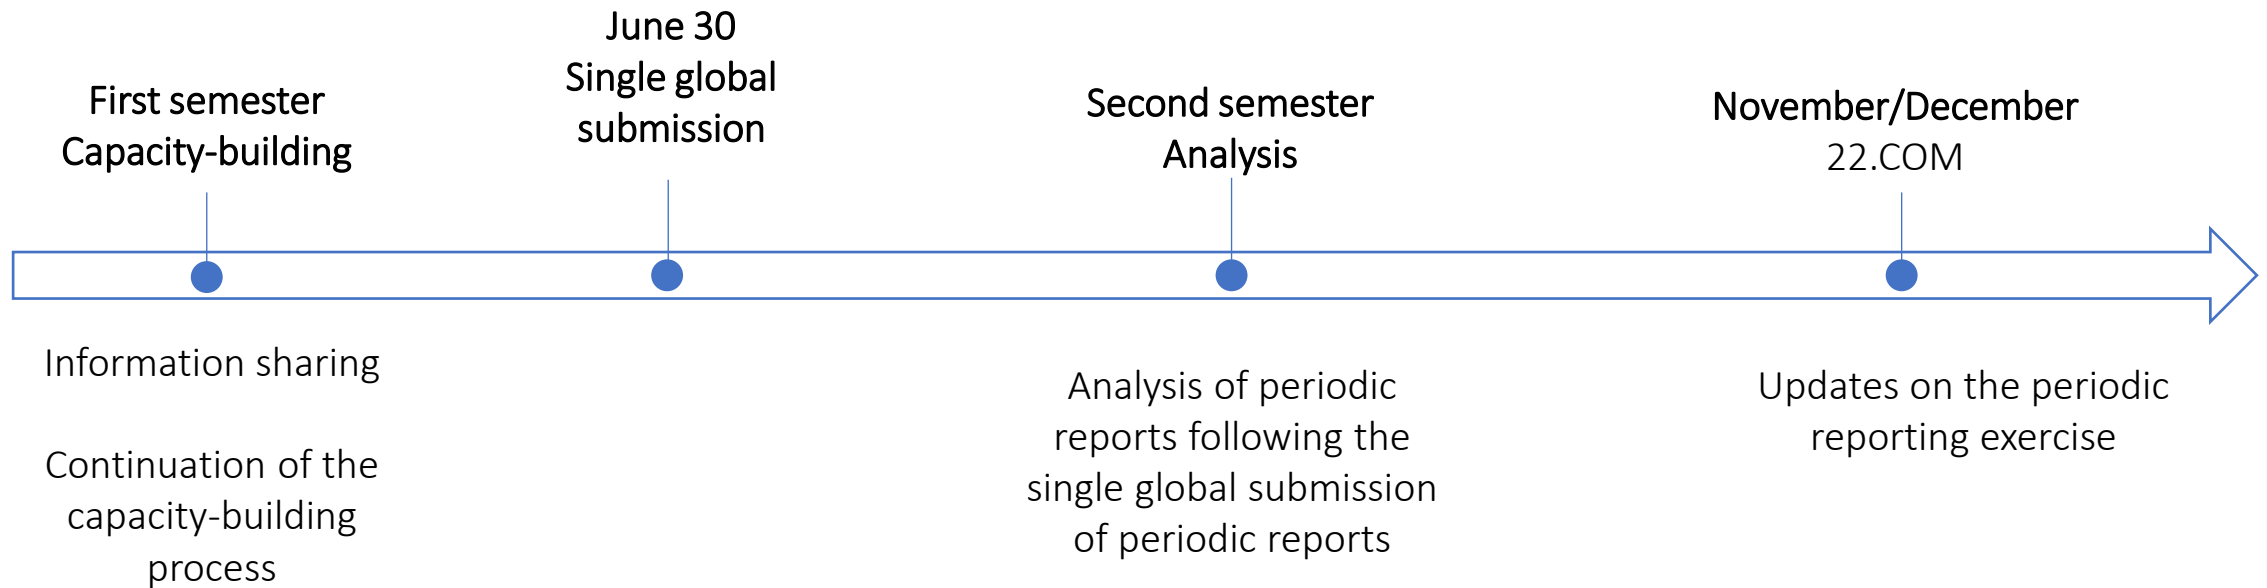 First semester
Capacity-building
June 30
Single global
submission
Second semester
Analysis
November/December
22.COM
Information sharing
Continuation of the
capacity-building
process
Analysis of periodic
reports following the
single global submission
of periodic reports
Updates on the periodic
reporting exercise